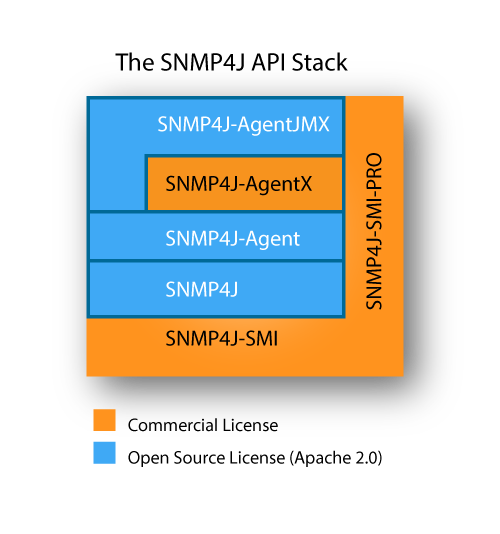 The SNMP4J API Stack
SNMP4J-AgentJMX
SNMP4J-AgentX
SNMP4J-Agent
SNMP4J
SNMP4J-SMI
SNMP4J-SMI-PRO
Commercial License
Open Source License (Apache 2.0)